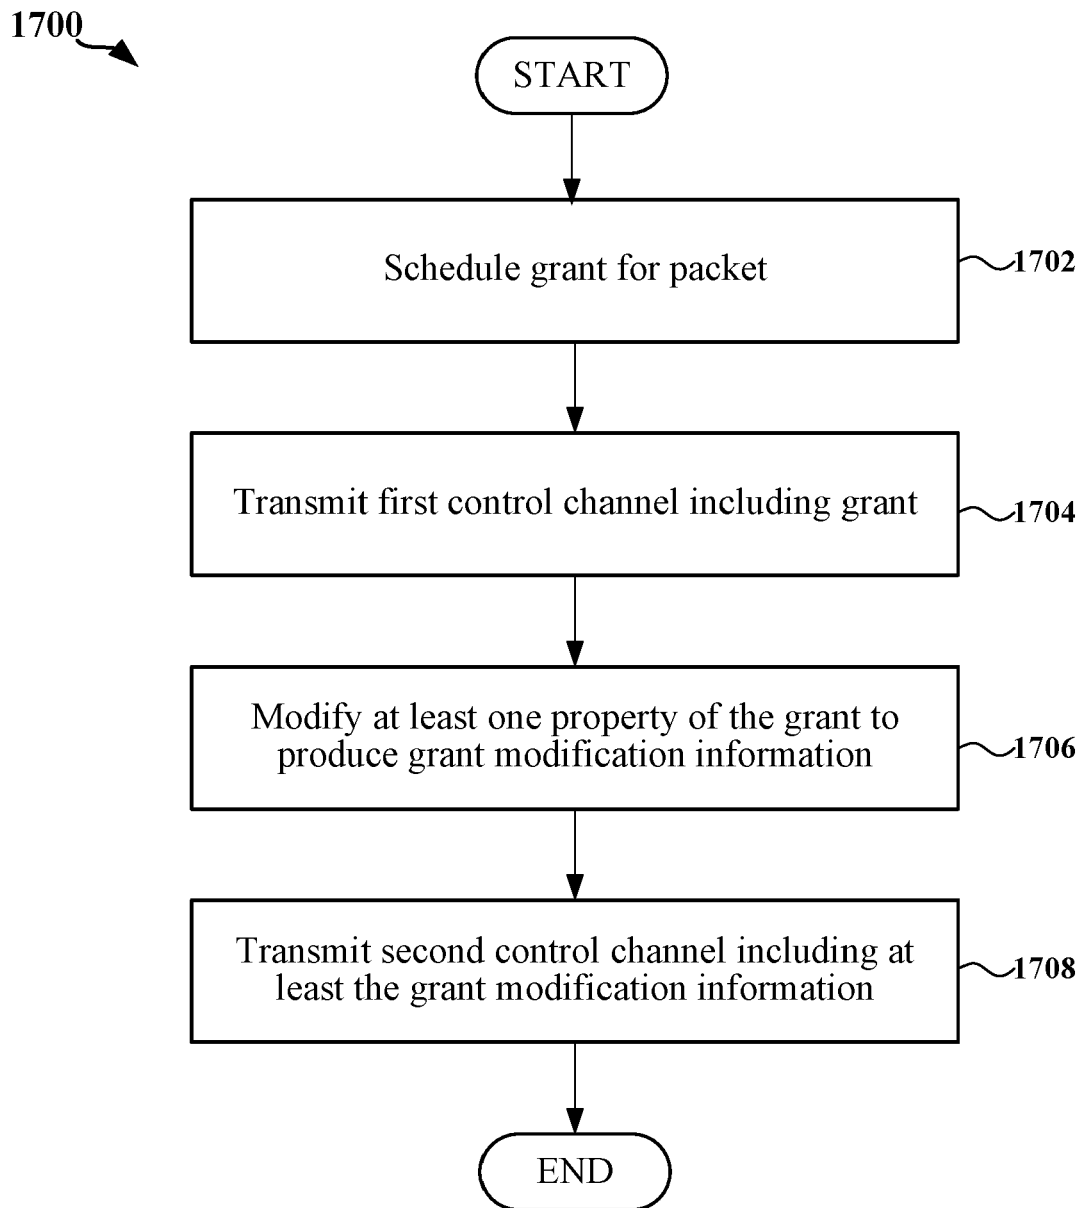 1700
START
Schedule grant for packet
1702
Transmit first control channel including grant
1704
Modify at least one property of the grant to
produce grant modification information
1706
Transmit second control channel including at
least the grant modification information
1708
END